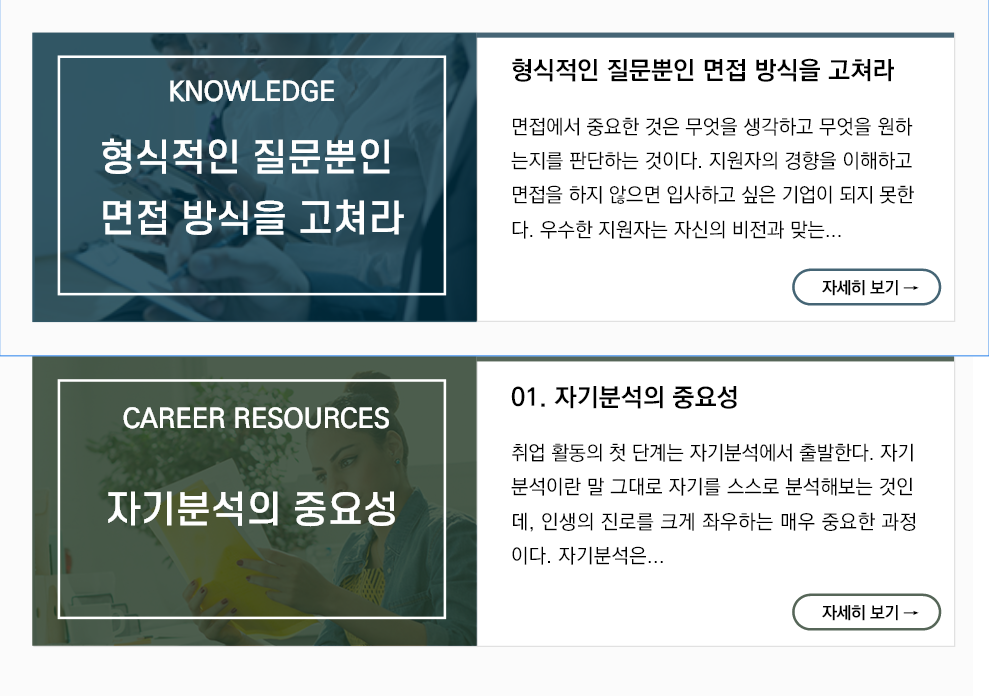 KNOWLEDGE
형식적인 질문뿐인
면접 방식을 고쳐라
형식적인 질문뿐인 면접 방식을 고쳐라
면접에서 중요한 것은 무엇을 생각하고 무엇을 원하
는지를 판단하는 것이다. 지원자의 경향을 이해하고
면접을 하지 않으면 입사하고 싶은 기업이 되지 못한
다. 우수한 지원자는 자신의 비전과 맞는...
자세히 보기 →
CAREER RESOURCES
자기분석의 중요성
01. 자기분석의 중요성
취업 활동의 첫 단계는 자기분석에서 출발한다. 자기
분석이란 말 그대로 자기를 스스로 분석해보는 것인
데, 인생의 진로를 크게 좌우하는 매우 중요한 과정
이다. 자기분석은...
자세히 보기 →